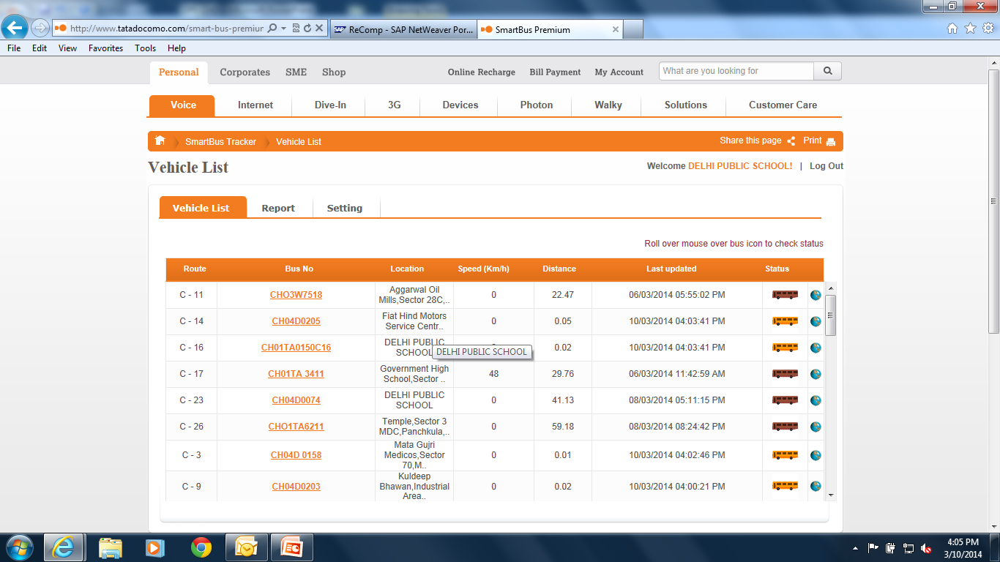 http://www.tatadocomo.com/smart-bus-premiun
ReComp - SAP NetWeaver Por...
SmartBus Premium
File Edit View Favorites Tools Help
Personal Corporates SME Shop Online Recharge Bill Payment My Account What are you looking for
Voice Internet Dive-In 3G Devices Photon Walky Solutions Customer Care
SmartBus Tracker Vehicle List Share this page Print
Vehicle List Welcome DELHI PUBLIC SCHOOL! | Log Out
Vehicle List Report Setting
Roll over mouse over bus icon to check status
Route Bus No Location Speed (Km/h) Distance Last updated Status
C - 11 CHO3W7518 Aggarwal Oil
Mills,Sector 28C,.. 0 22.47 06/03/2014 05:55:02 PM
C - 14 CH04D0205 Fiat Hind Motors
Service Centr.. 0 0.05 10/03/2014 04:03:41 PM
C - 16 CH01TA0150C16 DELHI PUBLIC
SCHOOL 0.02 10/03/2014 04:03:41 PM
DELHI PUBLIC SCHOOL
C - 17 CH01TA 3411 Government High
School,Sector .. 48 29.76 06/03/2014 11:42:59 AM
C - 23 CH04D0074 DELHI PUBLIC
SCHOOL 0 41.13 08/03/2014 05:11:15 PM
C - 26 CHO1TA6211 Temple,Sector 3
MDC,Panchkula,.. 0 59.18 08/03/2014 08:24:42 PM
C - 3 CH04D 0158 Mata Gujri
Medicos,Sector
70,M.. 0 0.01 10/03/2014 04:02:46 PM
C - 9 CH04D0203 Kuldeep
Bhawan,Industrial
Area.. 0 0.02 10/03/2014 04:00:21 PM
4:05 PM
3/10/2014